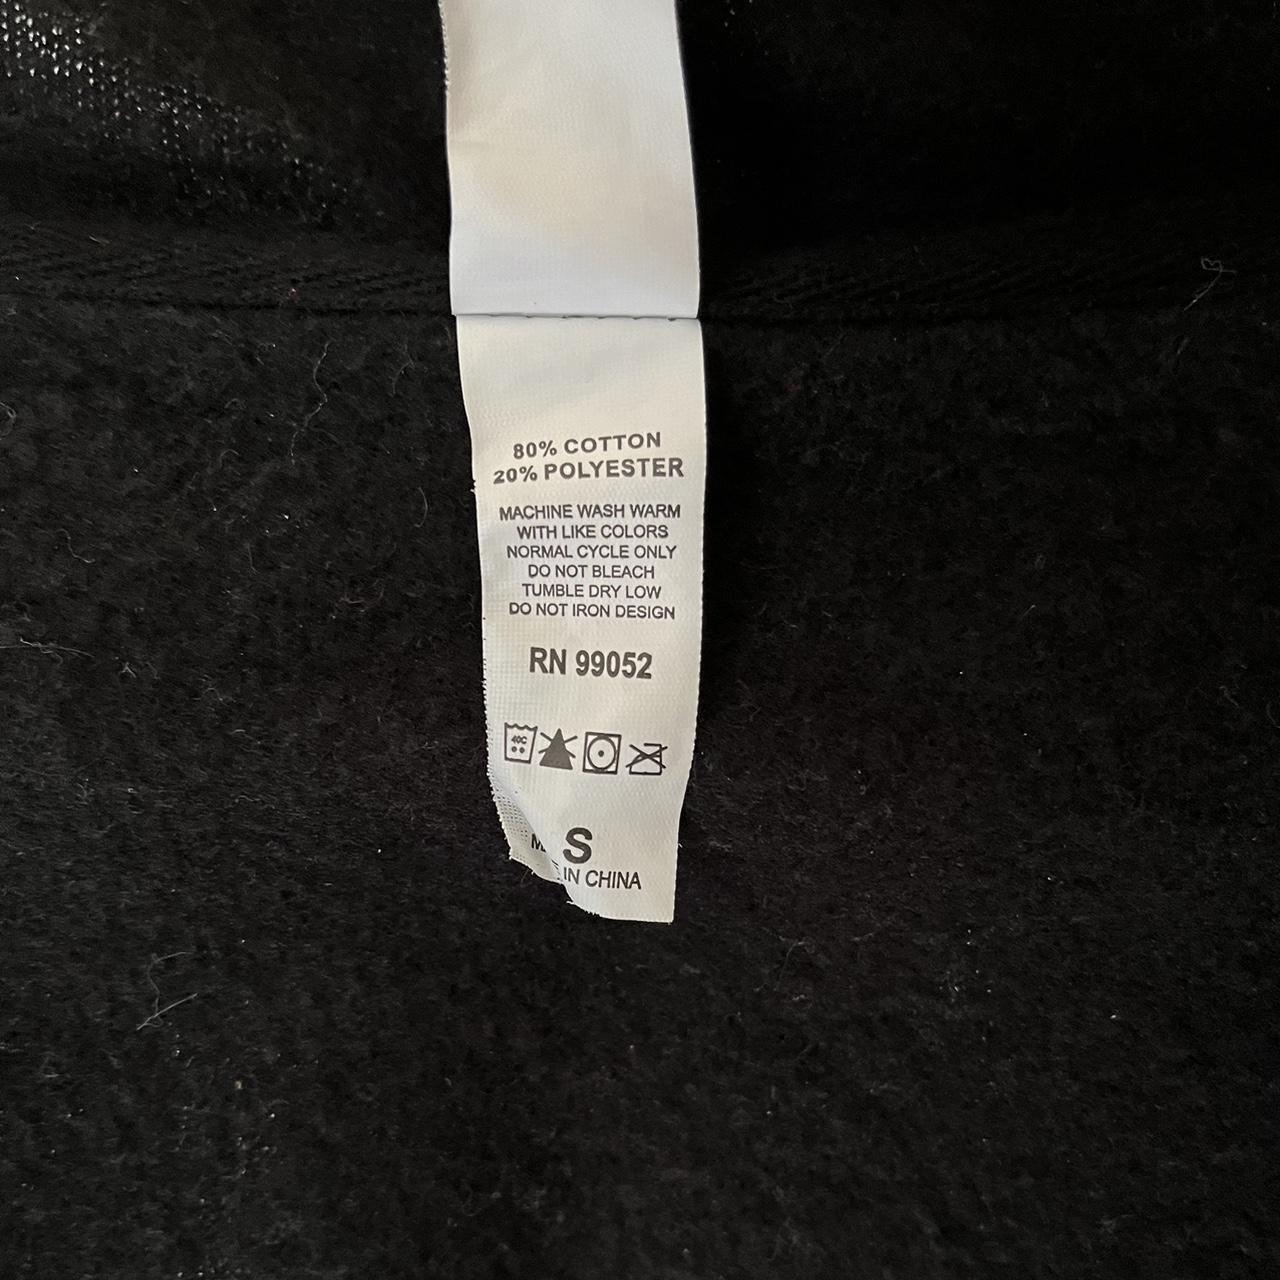 80% COTTON
20% POLYESTER
MACHINE WASH WARM
WITH LIKE COLORS
NORMAL CYCLE ONLY
DO NOT BLEACH
TUMBLE DRY LOW
DO NOT IRON DESIGN
RN 99052
40C
S
IN CHINA